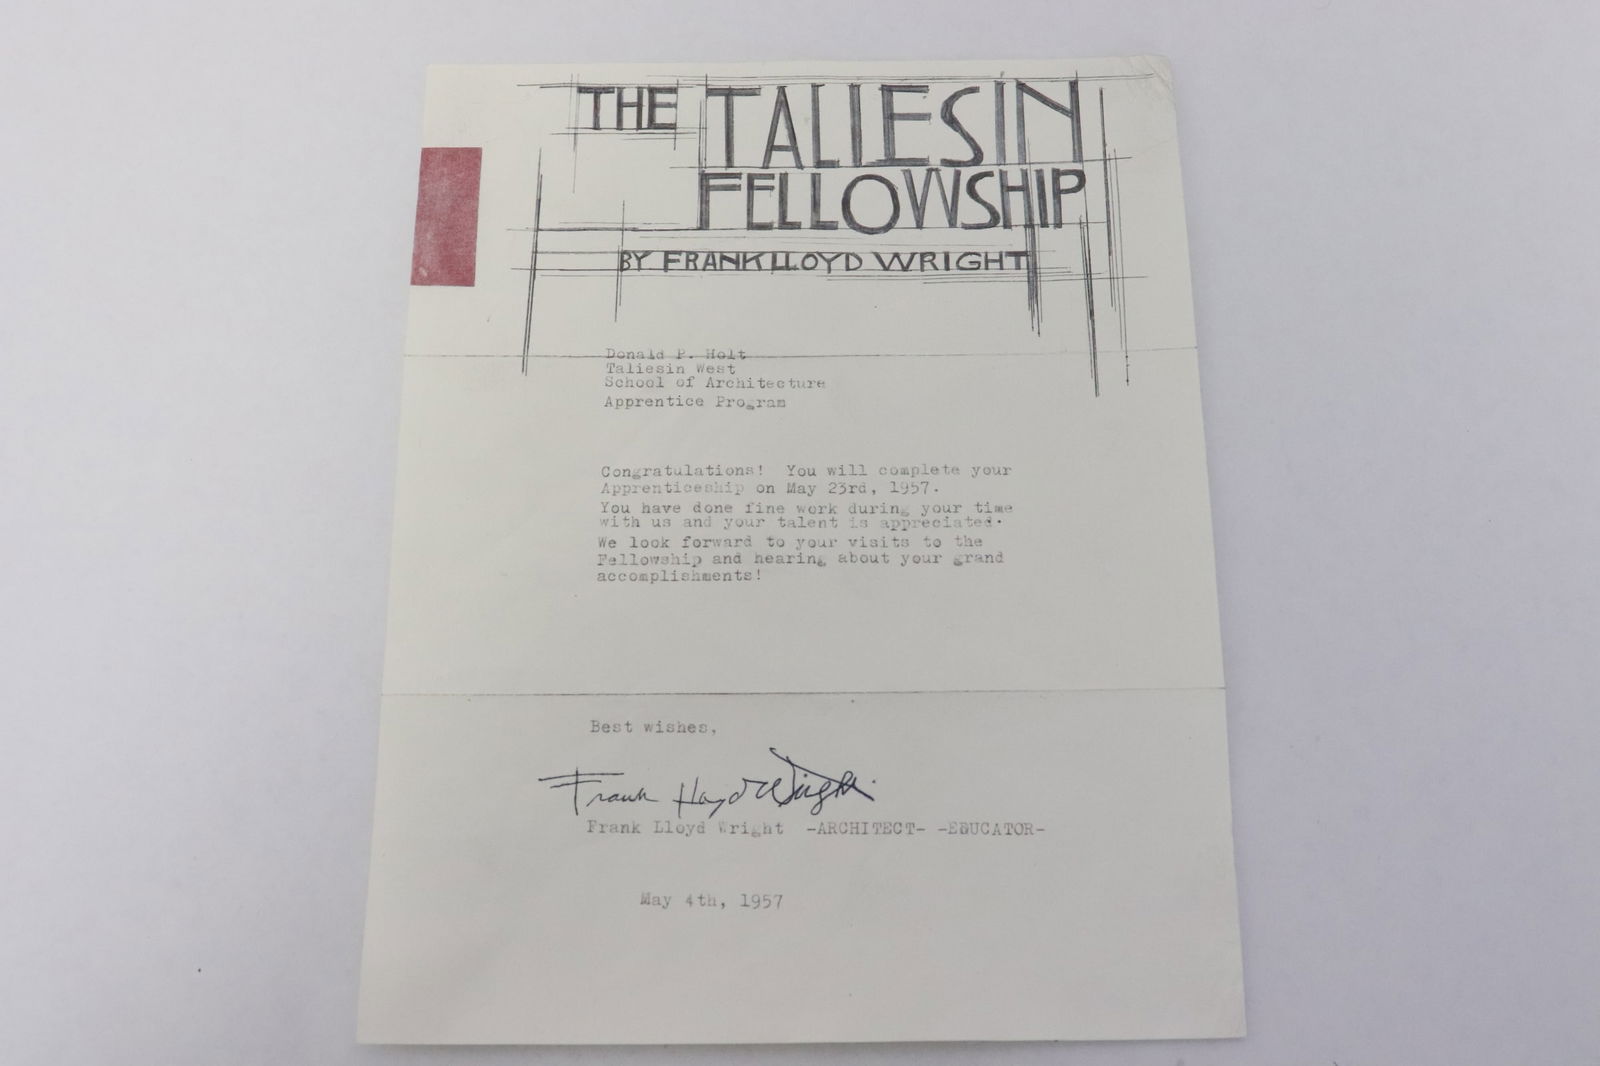 THE TALIESIN
FELLOWSHIP
BY FRANK LLOYD WRIGHT
Donald P. Holt
Taliesin West
School of Architecture
Apprentice Program
Congratulations! You will complete your
Apprenticeship on May 23rd, 1957.
You have done fine work during your time
with us and your talent is appreciated.
We look forward to your visits to the
Fellowship and hearing about your grand
accomplishments!
Best wishes,
Frank Lloyd Wright
Frank Lloyd Wright -ARCHITECT- -EDUCATOR-
May 4th, 1957